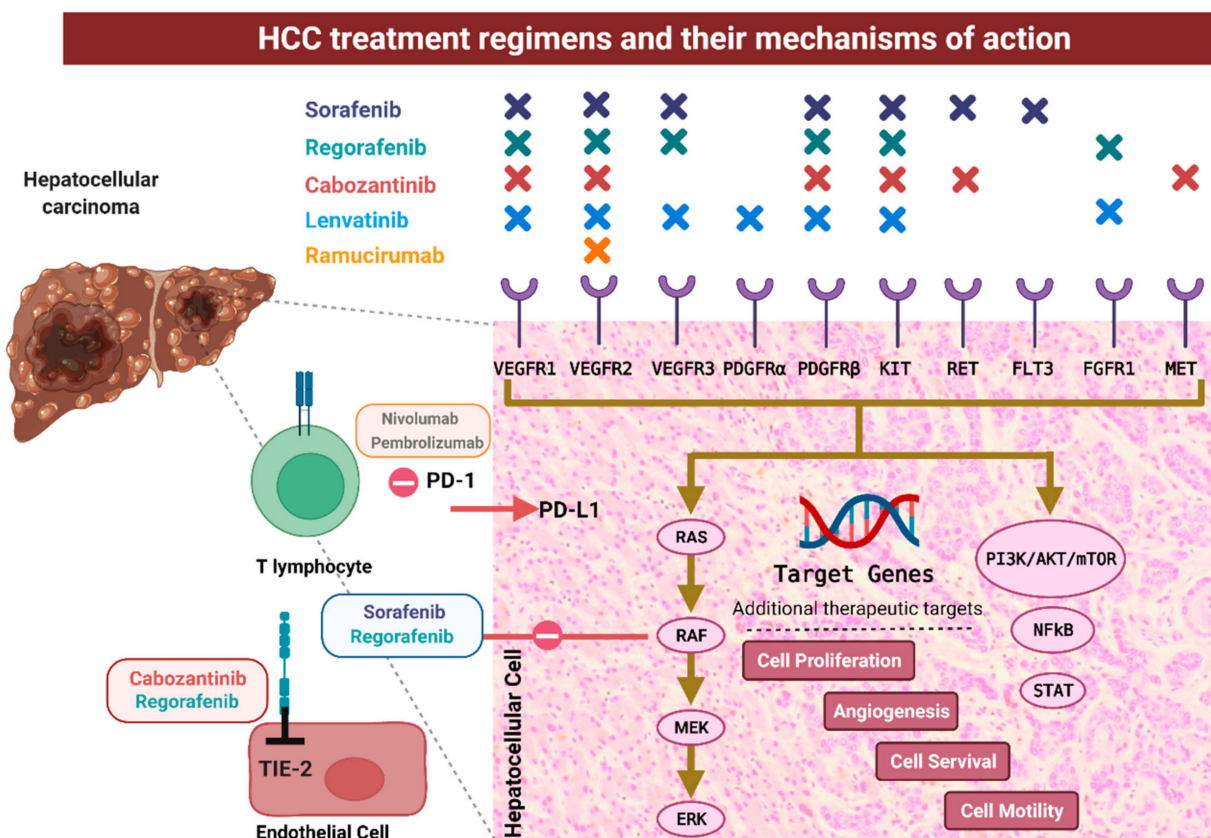 HCC treatment regimens and their mechanisms of action
Sorafenib
Regorafenib
Cabozantinib
Lenvatinib
Ramucirumab
Hepatocellular
carcinoma
VEGFR1 VEGFR2 VEGFR3 PDGFRα PDGFRβ KIT RET FLT3 FGFR1 MET
Nivolumab
Pembrolizumab
PD-1
PD-L1
T lymphocyte
RAS
Target Genes
PI3K/AKT/mTOR
Additional therapeutic targets
Sorafenib
Regorafenib
RAF
NFkB
Cell Proliferation
STAT
Cabozantinib
Regorafenib
Angiogenesis
MEK
Cell Servival
TIE-2
Cell Motility
ERK
Endothelial Cell
Hepatocellular Cell